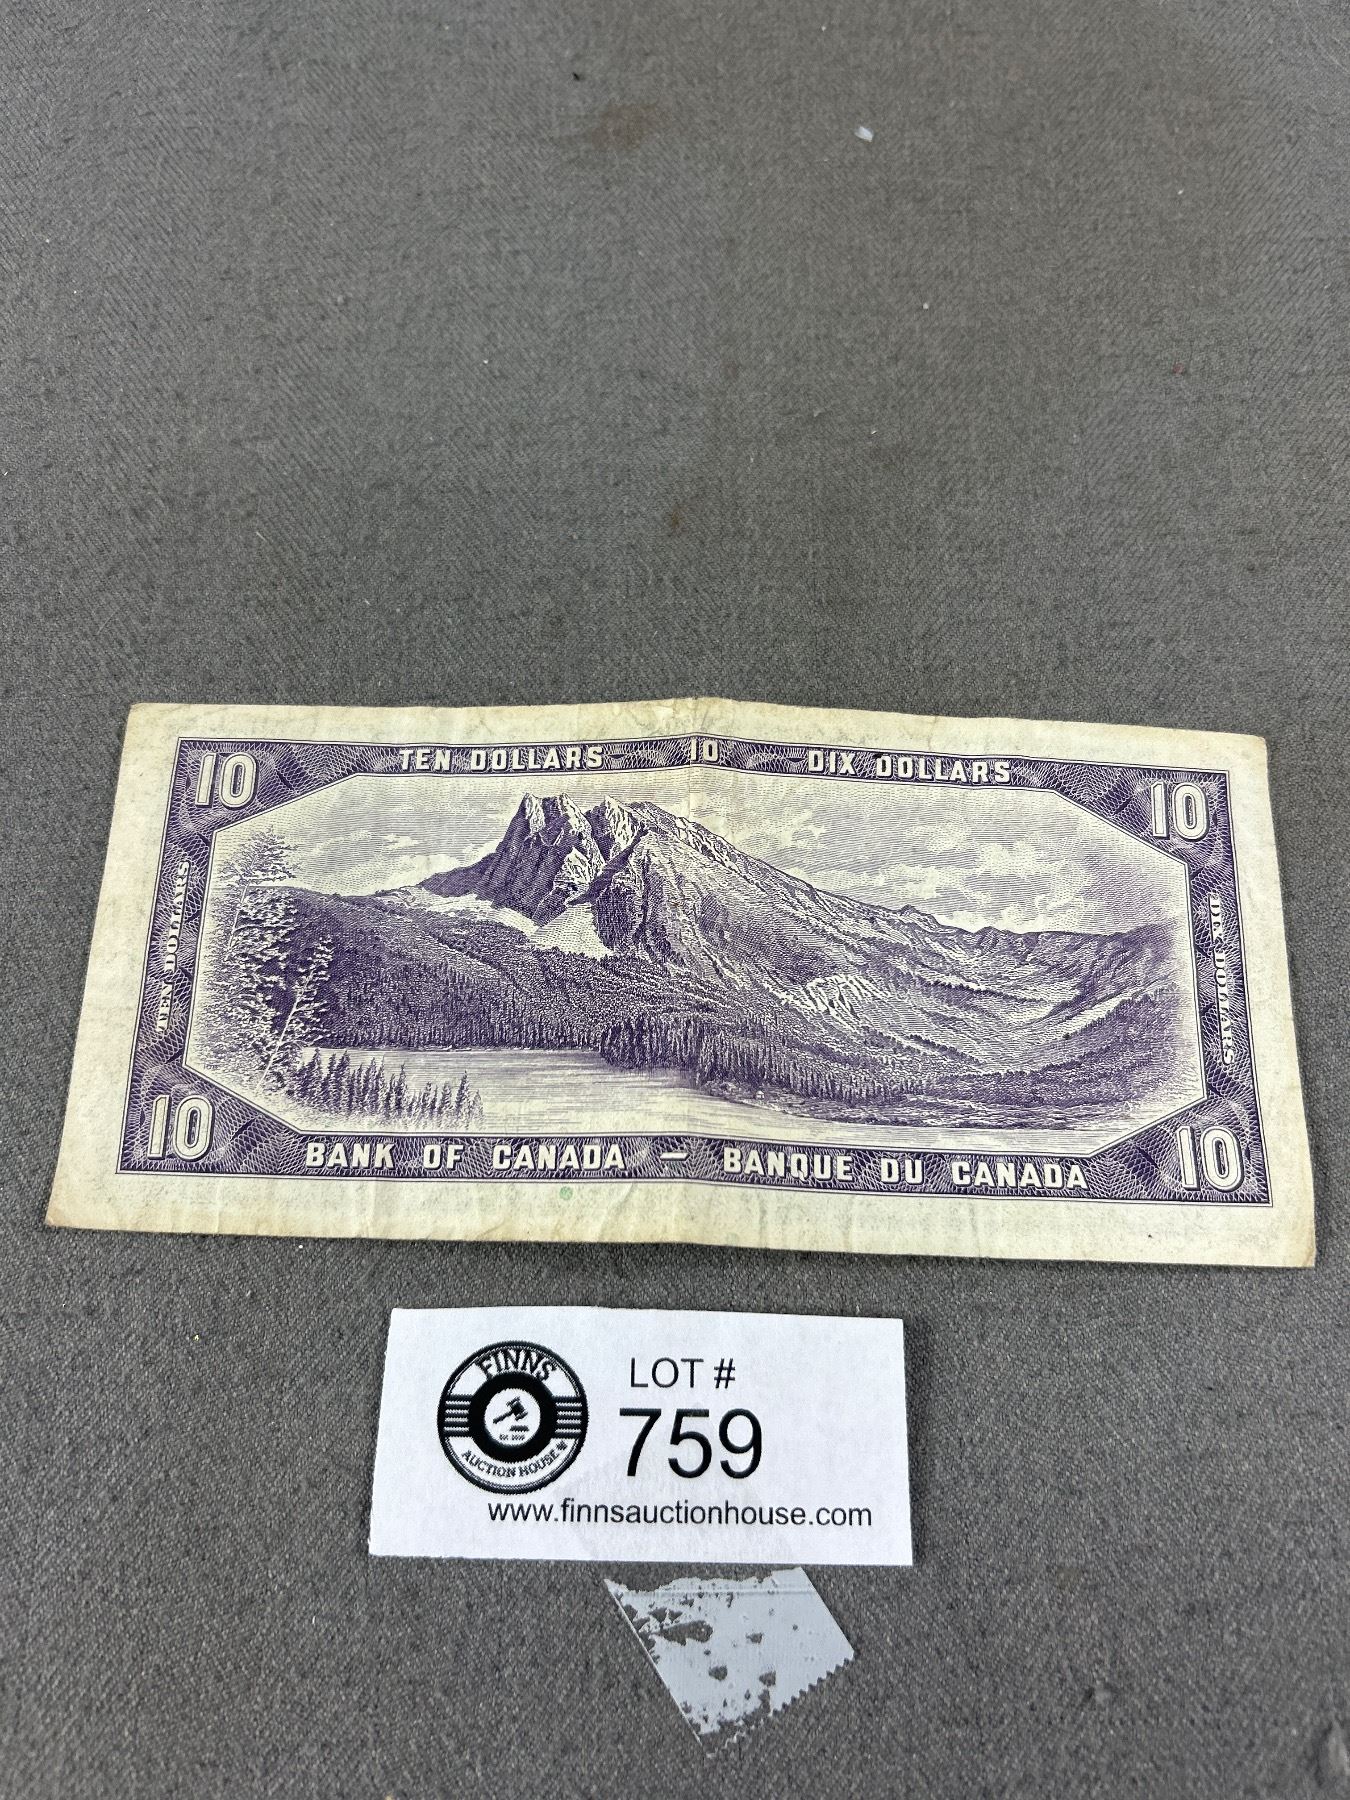 10 TEN DOLLARS 10 DIX DOLLARS 10
TEN DOLLARS
DIX DOLLARS
10 BANK OF CANADA — BANQUE DU CANADA 10
FINNS
AUCTION HOUSE
LOT #
759
www.finnsauctionhouse.com